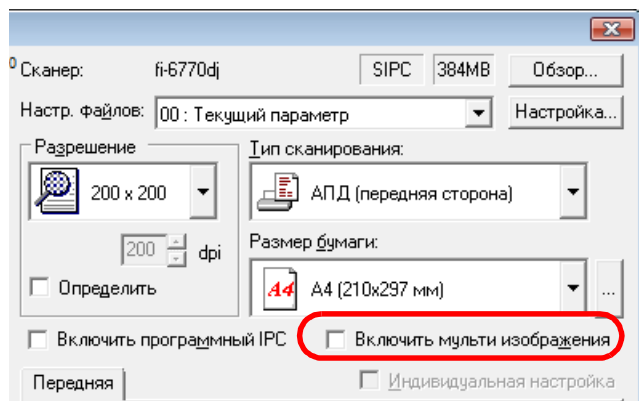 Сканер: fi-6770dj SIPC 384MB Обзор...
Настр. файлов: 00 : Текущий параметр Настройка...
Разрешение Тип сканирования:
200 x 200 АПД (передняя сторона)
200 dpi Размер бумаги:
Определить A4 A4 (210x297 мм) ...
Включить программный IPC Включить мульти изображения
Передняя Индивидуальная настройка